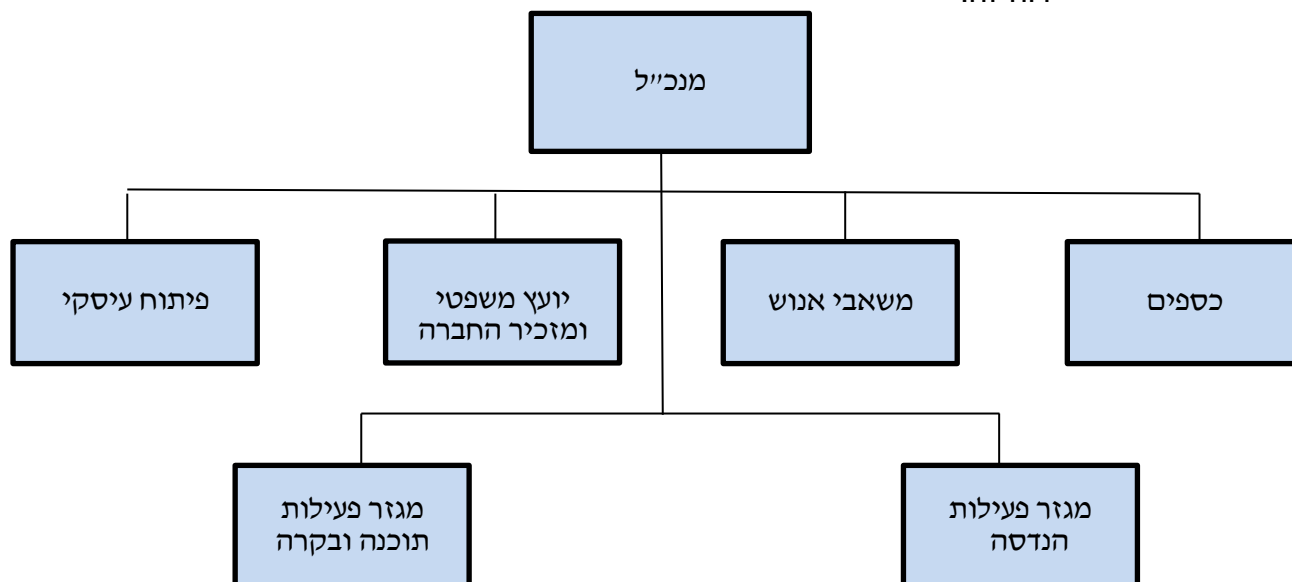 מנכ״ל
כספים
משאבי אנוש
יועץ משפטי
ומזכיר החברה
פיתוח עיסקי
מגזר פעילות
הנדסה
מגזר פעילות
תוכנה ובקרה